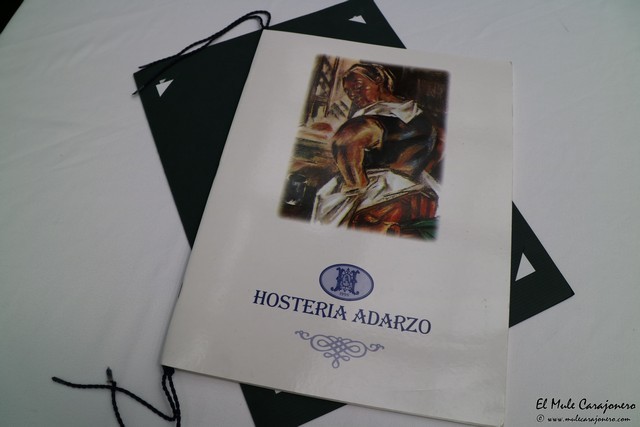 HOSTERIA ADARZO
El Mule Carajonero
© www.mulecarajonero.com